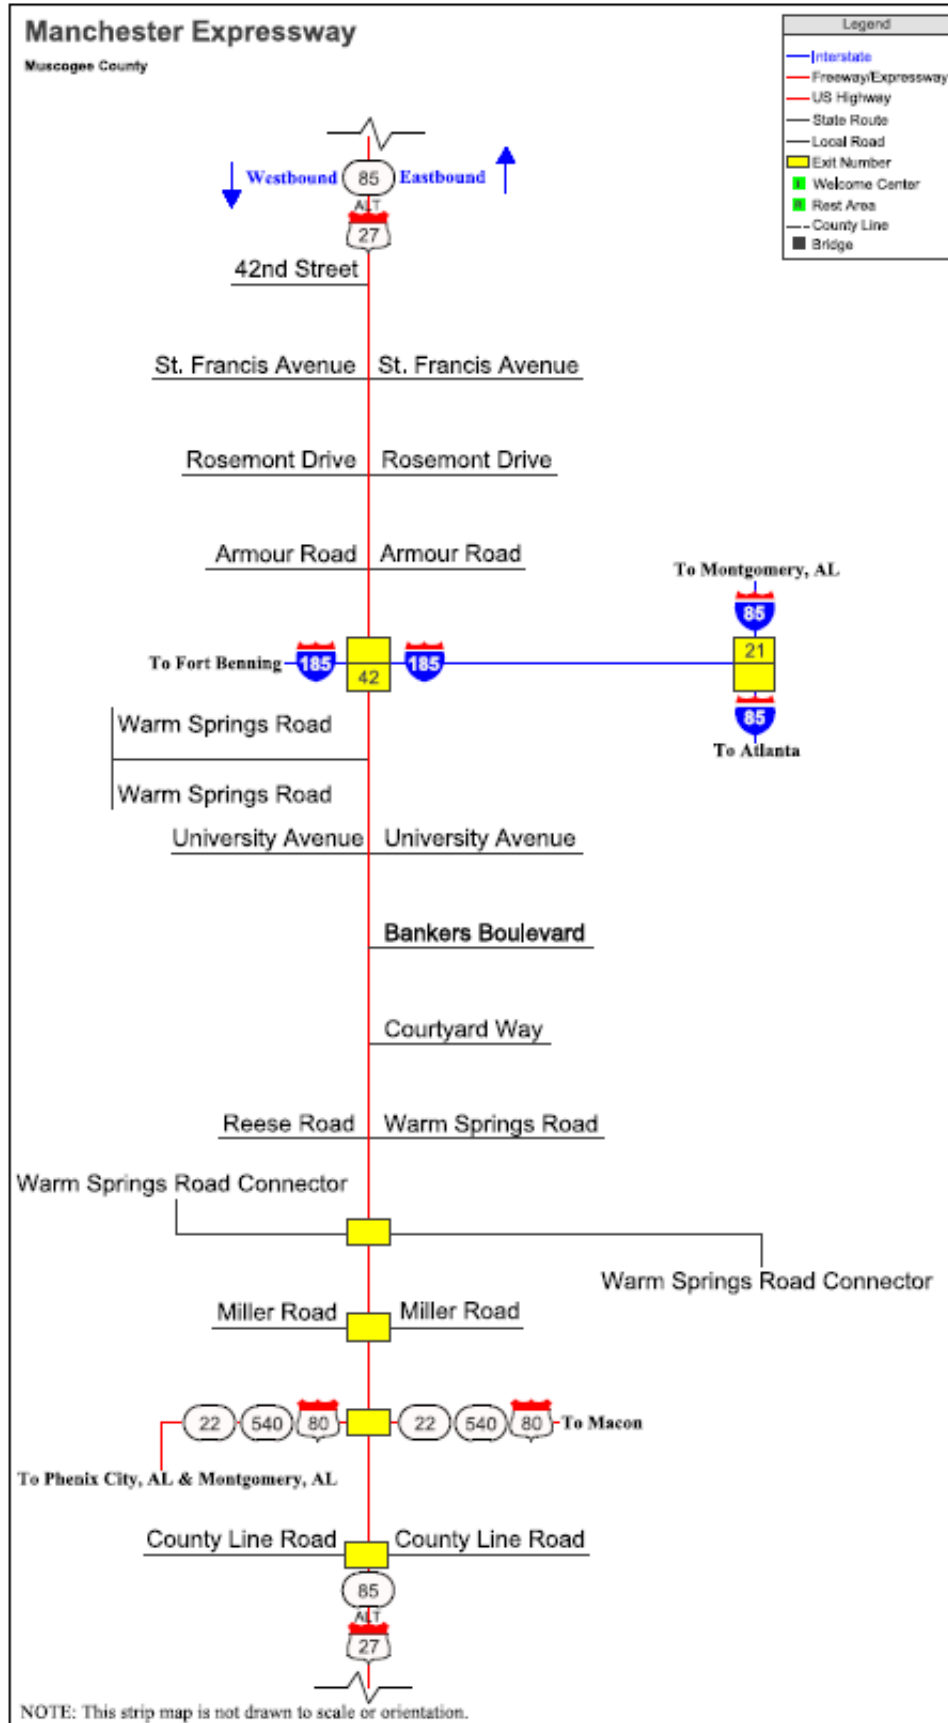 Manchester Expressway
Muscogee County
Legend
Interstate
Freeway/Expressway
US Highway
State Route
Local Road
Exit Number
Welcome Center
Rest Area
County Line
Bridge
Westbound 85 Eastbound
ALT
27
42nd Street
St. Francis Avenue St. Francis Avenue
Rosemont Drive Rosemont Drive
Armour Road Armour Road
To Montgomery, AL
85
To Fort Benning 185 42 185 21
85
To Atlanta
Warm Springs Road
Warm Springs Road
University Avenue University Avenue
Bankers Boulevard
Courtyard Way
Reese Road Warm Springs Road
Warm Springs Road Connector
Warm Springs Road Connector
Miller Road Miller Road
22 540 80 22 540 80 To Macon
To Phenix City, AL & Montgomery, AL
County Line Road County Line Road
85
ALT
27
NOTE: This strip map is not drawn to scale or orientation.